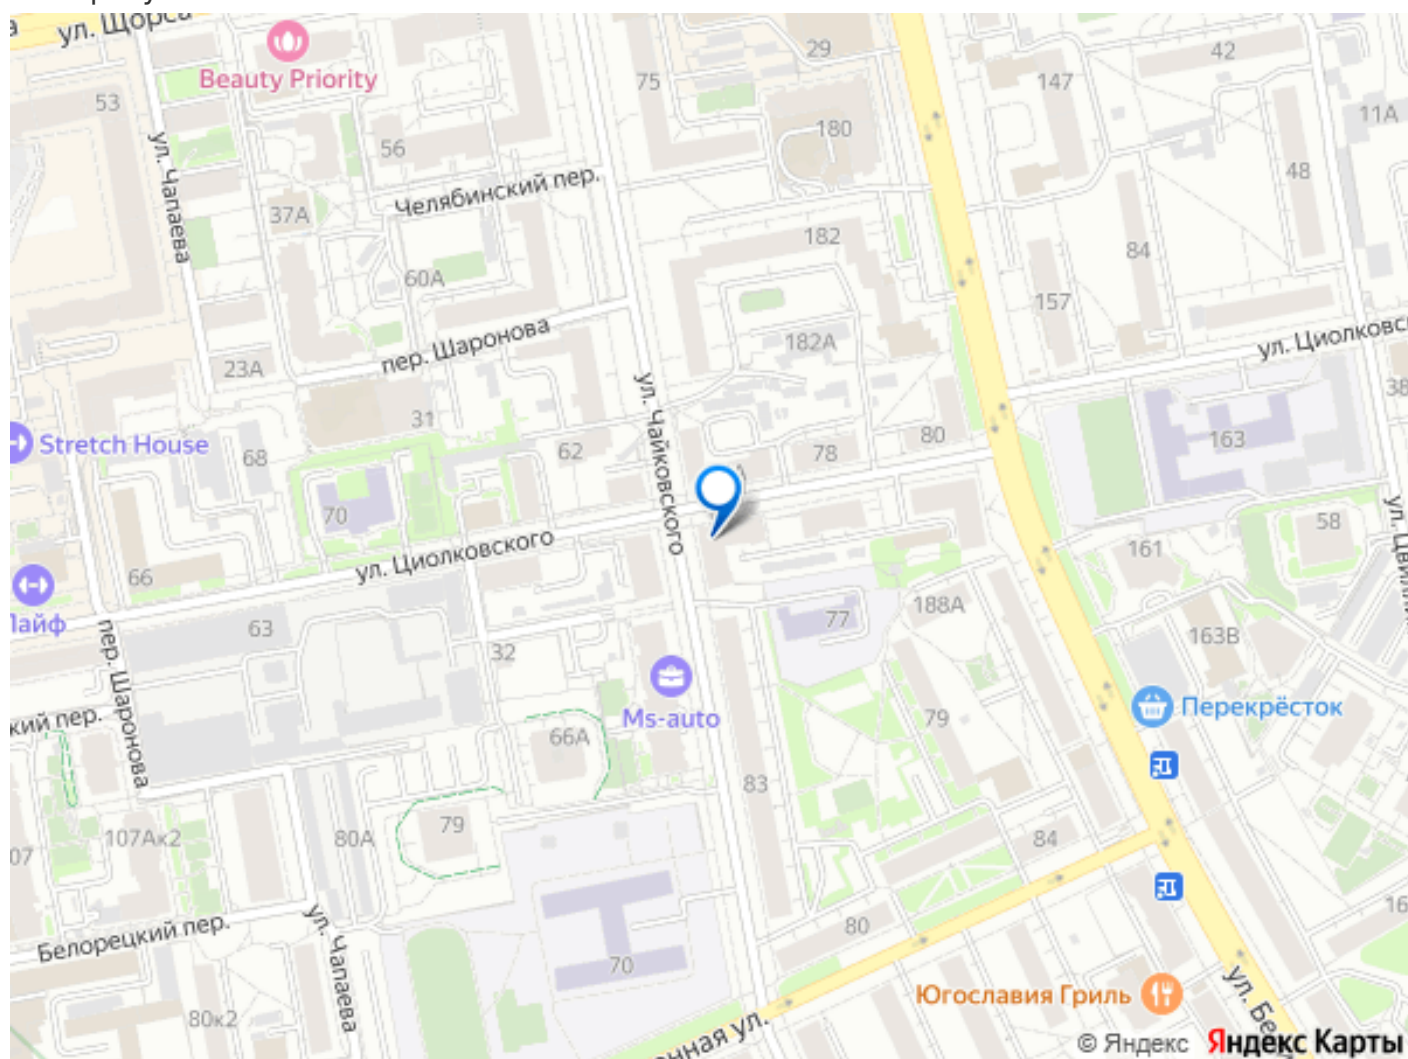 ул. Щорса
Beauty Priority
53
75
29
42
147
11А
180
56
ул. Чапаева
Челябинский пер.
37А
48
182
84
60А
157
пер. Шаронова
182А
ул. Циолковс
23А
ул. Чайковского
31
38
Stretch House
68
62
78
80
163
70
58
ул. Циолковского
161
66
Лайф
63
77
188А
163В
пер. Шаронова
32
Ms-auto
Перекрёсток
кий пер.
66А
79
83
107Ак2
07
80А
79
84
Белорецкий пер.
ул. Чапаева
80
70
16
80к2
Югославия Гриль
ул. Бе
онная ул.
© Яндекс Яндекс Карты